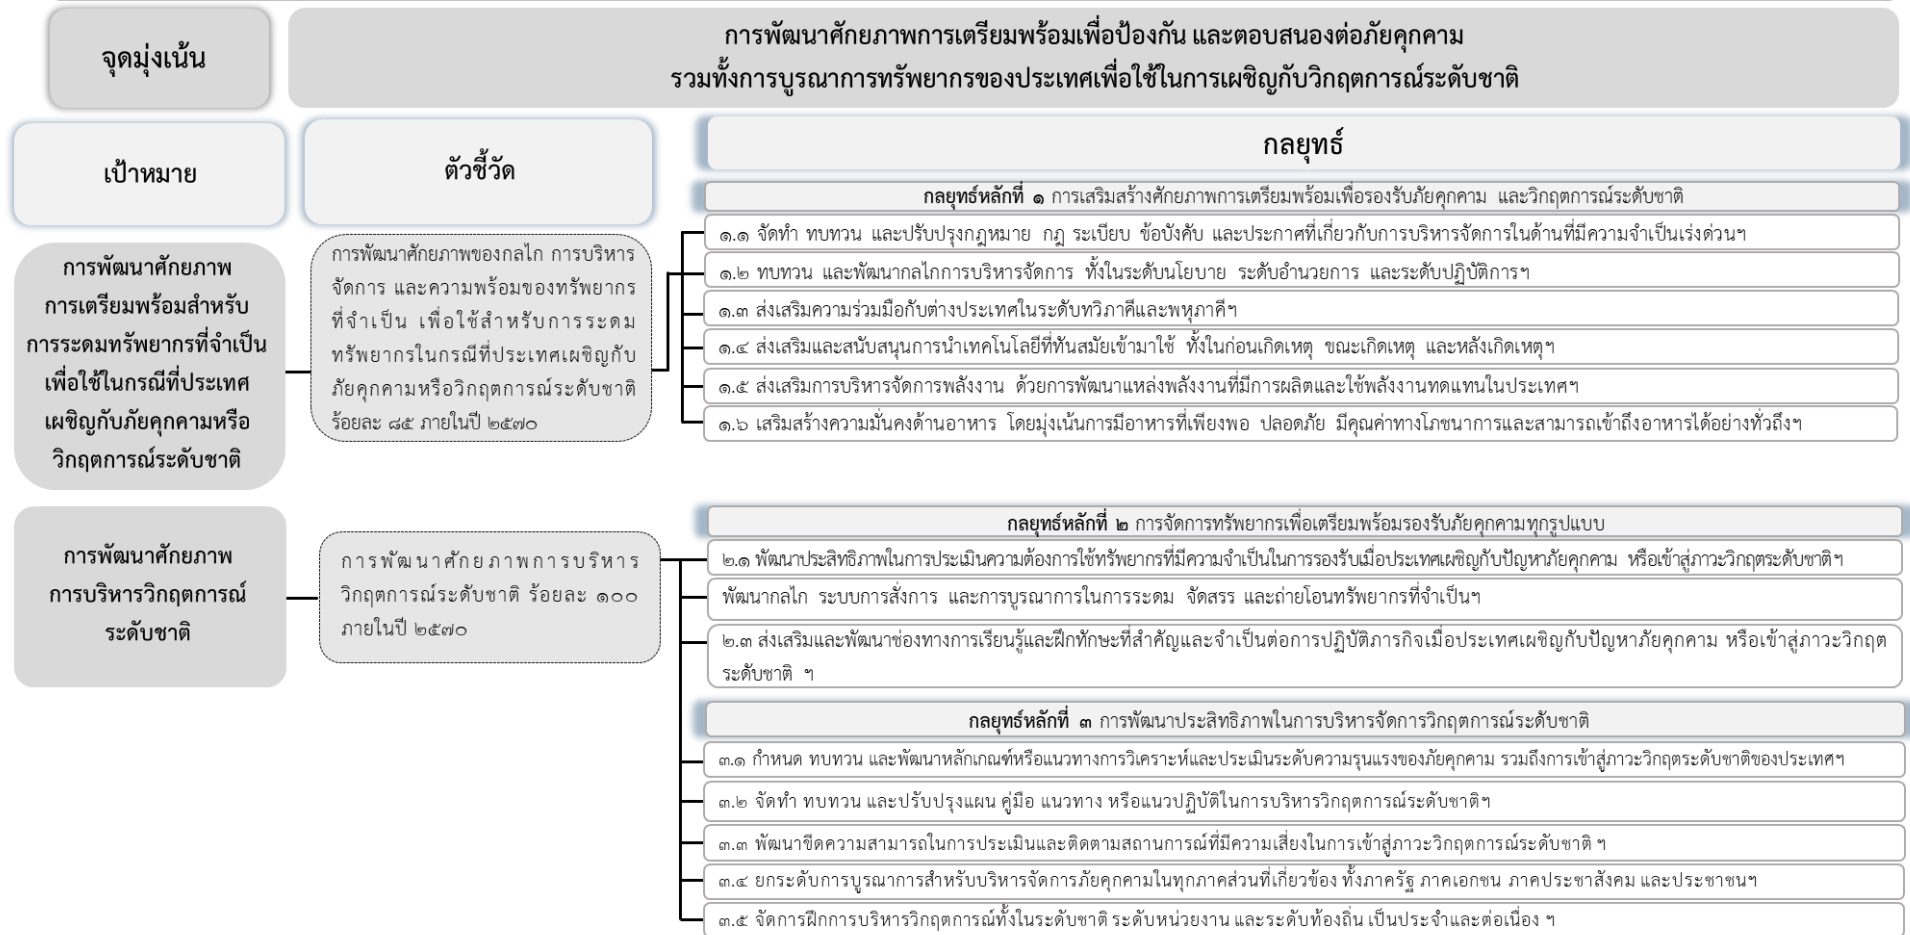 จุดมุ่งเน้น
การพัฒนาศักยภาพการเตรียมพร้อมเพื่อป้องกัน และตอบสนองต่อภัยคุกคาม
รวมทั้งการบูรณาการทรัพยากรของประเทศเพื่อใช้ในการเผชิญกับวิกฤตการณ์ระดับชาติ
เป้าหมาย
ตัวชี้วัด
กลยุทธ์
การพัฒนาศักยภาพ
การเตรียมพร้อมสำหรับ
การระดมทรัพยากรที่จำเป็น
เพื่อใช้ในกรณีที่ประเทศ
เผชิญกับภัยคุกคามหรือ
วิกฤตการณ์ระดับชาติ
การพัฒนาศักยภาพของกลไก การบริหาร
จัดการ และความพร้อมของทรัพยากร
ที่จำเป็น เพื่อใช้สำหรับการระดม
ทรัพยากรในกรณีที่ประเทศเผชิญกับ
ภัยคุกคามหรือวิกฤตการณ์ระดับชาติ
ร้อยละ ๘๕ ภายในปี ๒๕๗๐
กลยุทธ์หลักที่ ๑ การเสริมสร้างศักยภาพการเตรียมพร้อมเพื่อรองรับภัยคุกคาม และวิกฤตการณ์ระดับชาติ
๑.๑ จัดทำ ทบทวน และปรับปรุงกฎหมาย กฎ ระเบียบ ข้อบังคับ และประกาศที่เกี่ยวกับการบริหารจัดการในด้านที่มีความจำเป็นเร่งด่วนฯ
๑.๒ ทบทวน และพัฒนากลไกการบริหารจัดการ ทั้งในระดับนโยบาย ระดับอำนวยการ และระดับปฏิบัติการฯ
๑.๓ ส่งเสริมความร่วมมือกับต่างประเทศในระดับทวิภาคีและพหุภาคีฯ
๑.๔ ส่งเสริมและสนับสนุนการนำเทคโนโลยีที่ทันสมัยเข้ามาใช้ ทั้งในก่อนเกิดเหตุ ขณะเกิดเหตุ และหลังเกิดเหตุฯ
๑.๕ ส่งเสริมการบริหารจัดการพลังงาน ด้วยการพัฒนาแหล่งพลังงานที่มีการผลิตและใช้พลังงานทดแทนในประเทศฯ
๑.๖ เสริมสร้างความมั่นคงด้านอาหาร โดยมุ่งเน้นการมีอาหารที่เพียงพอ ปลอดภัย มีคุณค่าทางโภชนาการและสามารถเข้าถึงอาหารได้อย่างทั่วถึงฯ
การพัฒนาศักยภาพ
การบริหารวิกฤตการณ์
ระดับชาติ
การพัฒนาศักยภาพการบริหาร
วิกฤตการณ์ระดับชาติ ร้อยละ ๑๐๐
ภายในปี ๒๕๗๐
กลยุทธ์หลักที่ ๒ การจัดการทรัพยากรเพื่อเตรียมพร้อมรองรับภัยคุกคามทุกรูปแบบ
๒.๑ พัฒนาประสิทธิภาพในการประเมินความต้องการใช้ทรัพยากรที่มีความจำเป็นในการรองรับเมื่อประเทศเผชิญกับปัญหาภัยคุกคาม หรือเข้าสู่ภาวะวิกฤตระดับชาติฯ
พัฒนากลไก ระบบการสั่งการ และการบูรณาการในการระดม จัดสรร และถ่ายโอนทรัพยากรที่จำเป็นฯ
๒.๓ ส่งเสริมและพัฒนาช่องทางการเรียนรู้และฝึกทักษะที่สำคัญและจำเป็นต่อการปฏิบัติภารกิจเมื่อประเทศเผชิญกับปัญหาภัยคุกคาม หรือเข้าสู่ภาวะวิกฤต
ระดับชาติ ฯ
กลยุทธ์หลักที่ ๓ การพัฒนาประสิทธิภาพในการบริหารจัดการวิกฤตการณ์ระดับชาติ
๓.๑ กำหนด ทบทวน และพัฒนาหลักเกณฑ์หรือแนวทางการวิเคราะห์และประเมินระดับความรุนแรงของภัยคุกคาม รวมถึงการเข้าสู่ภาวะวิกฤตระดับชาติของประเทศฯ
๓.๒ จัดทำ ทบทวน และปรับปรุงแผน คู่มือ แนวทาง หรือแนวปฏิบัติในการบริหารวิกฤตการณ์ระดับชาติฯ
๓.๓ พัฒนาขีดความสามารถในการประเมินและติดตามสถานการณ์ที่มีความเสี่ยงในการเข้าสู่ภาวะวิกฤตการณ์ระดับชาติ ฯ
๓.๔ ยกระดับการบูรณาการสำหรับบริหารจัดการภัยคุกคามในทุกภาคส่วนที่เกี่ยวข้อง ทั้งภาครัฐ ภาคเอกชน ภาคประชาสังคม และประชาชนฯ
๓.๕ จัดการฝึกการบริหารวิกฤตการณ์ทั้งในระดับชาติ ระดับหน่วยงาน และระดับท้องถิ่น เป็นประจำและต่อเนื่อง ฯ